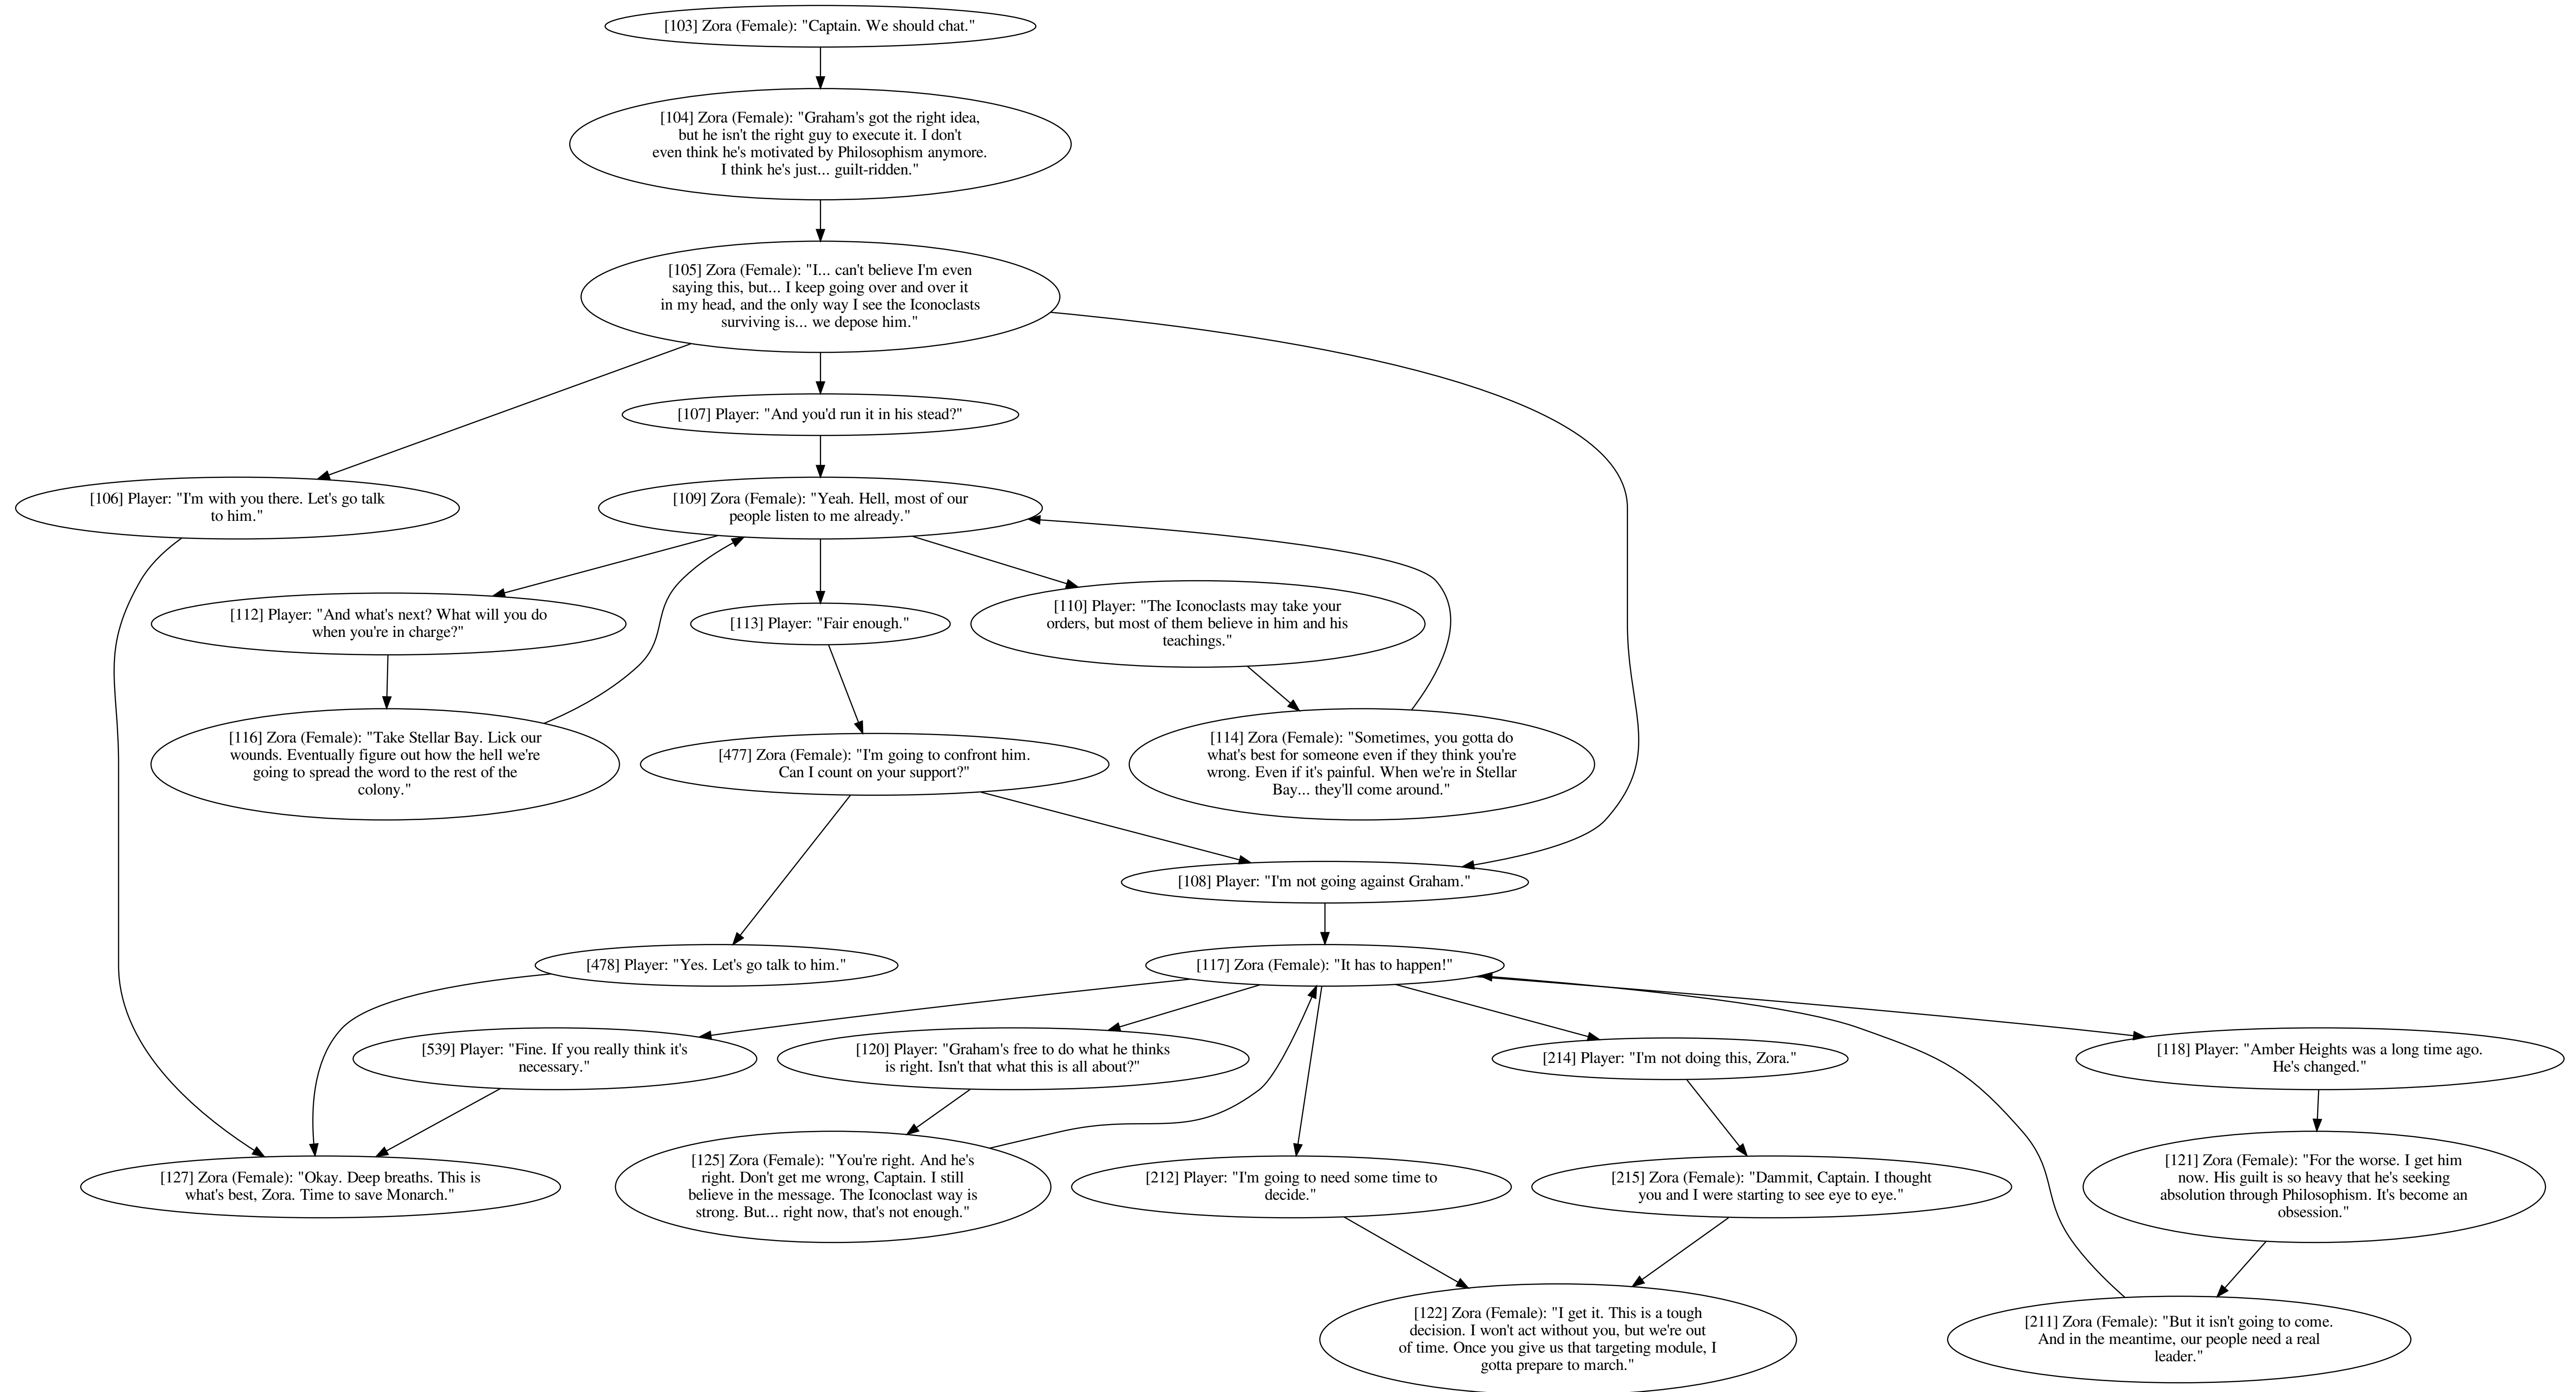 [103] Zora (Female): "Captain. We should chat."
[104] Zora (Female): "Graham's got the right idea,
but he isn't the right guy to execute it. I don't
even think he's motivated by Philosophism anymore.
I think he's just... guilt-ridden."
[105] Zora (Female): "I... can't believe I'm even
saying this, but... I keep going over and over it
in my head, and the only way I see the Iconoclasts
surviving is... we depose him."
[107] Player: "And you'd run it in his stead?"
[106] Player: "I'm with you there. Let's go talk
to him."
[109] Zora (Female): "Yeah. Hell, most of our
people listen to me already."
[112] Player: "And what's next? What will you do
when you're in charge?"
[113] Player: "Fair enough."
[110] Player: "The Iconoclasts may take your
orders, but most of them believe in him and his
teachings."
[116] Zora (Female): "Take Stellar Bay. Lick our
wounds. Eventually figure out how the hell we're
going to spread the word to the rest of the
colony."
[477] Zora (Female): "I'm going to confront him.
Can I count on your support?"
[114] Zora (Female): "Sometimes, you gotta do
what's best for someone even if they think you're
wrong. Even if it's painful. When we're in Stellar
Bay... they'll come around."
[108] Player: "I'm not going against Graham."
[478] Player: "Yes. Let's go talk to him."
[117] Zora (Female): "It has to happen!"
[539] Player: "Fine. If you really think it's
necessary."
[120] Player: "Graham's free to do what he thinks
is right. Isn't that what this is all about?"
[214] Player: "I'm not doing this, Zora."
[118] Player: "Amber Heights was a long time ago.
He's changed."
[127] Zora (Female): "Okay. Deep breaths. This is
what's best, Zora. Time to save Monarch."
[125] Zora (Female): "You're right. And he's
right. Don't get me wrong, Captain. I still
believe in the message. The Iconoclast way is
strong. But... right now, that's not enough."
[212] Player: "I'm going to need some time to
decide."
[215] Zora (Female): "Dammit, Captain. I thought
you and I were starting to see eye to eye."
[121] Zora (Female): "For the worse. I get him
now. His guilt is so heavy that he's seeking
absolution through Philosophism. It's become an
obsession."
[122] Zora (Female): "I get it. This is a tough
decision. I won't act without you, but we're out
of time. Once you give us that targeting module, I
gotta prepare to march."
[211] Zora (Female): "But it isn't going to come.
And in the meantime, our people need a real
leader."